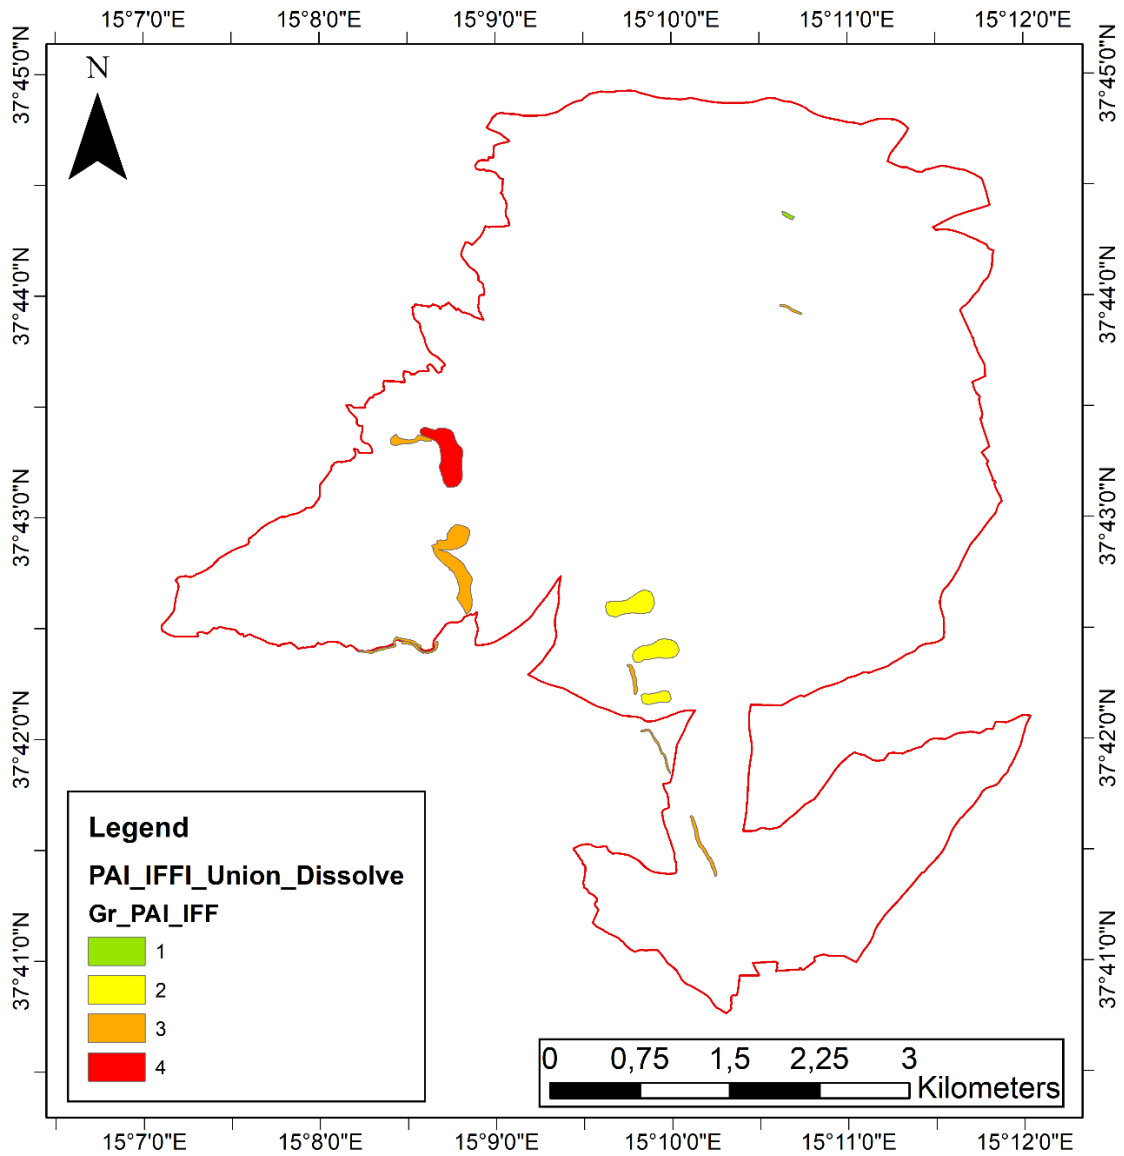 15°7'0"E 15°8'0"E 15°9'0"E 15°10'0"E 15°11'0"E 15°12'0"E
N
37°45'0"N 37°45'0"N
37°44'0"N 37°44'0"N
37°43'0"N 37°43'0"N
37°42'0"N 37°42'0"N
37°41'0"N 37°41'0"N
Legend
PAI_IFFI_Union_Dissolve
Gr_PAI_IFF
1
2
3
4
0 0,75 1,5 2,25 3
Kilometers
15°7'0"E 15°8'0"E 15°9'0"E 15°10'0"E 15°11'0"E 15°12'0"E